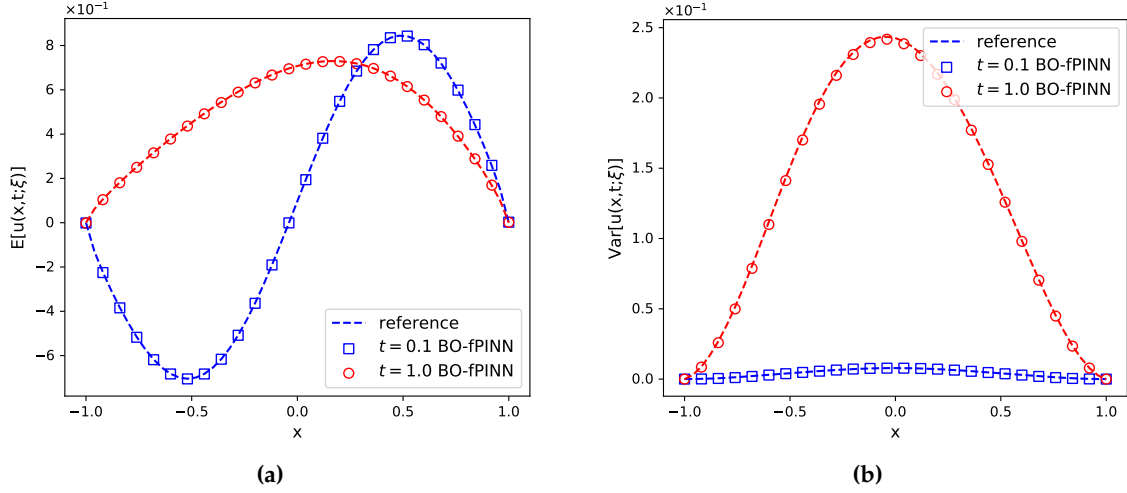 ×10⁻¹
8
6
4
2
0
−2
−4
−6
E[u(x,t;ξ)]
−1.0
−0.5
0.0
0.5
1.0
x
reference
t = 0.1 BO-fPINN
t = 1.0 BO-fPINN
(a)
×10⁻¹
2.5
2.0
1.5
1.0
0.5
0.0
Var[u(x,t;ξ)]
−1.0
−0.5
0.0
0.5
1.0
x
reference
t = 0.1 BO-fPINN
t = 1.0 BO-fPINN
(b)